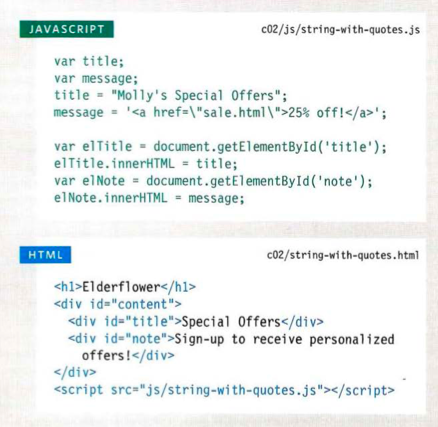 JAVASCRIPT
c02/js/string-with-quotes.js
var title;
var message;
title = "Molly's Special Offers";
message = '<a href=\"sale.html\">25% off!</a>';
var elTitle = document.getElementById('title');
elTitle.innerHTML = title;
var elNote = document.getElementById('note');
elNote.innerHTML = message;
HTML
c02/string-with-quotes.html
<h1>Elderflower</h1>
<div id="content">
<div id="title">Special Offers</div>
<div id="note">Sign-up to receive personalized
offers!</div>
</div>
<script src="js/string-with-quotes.js"></script>